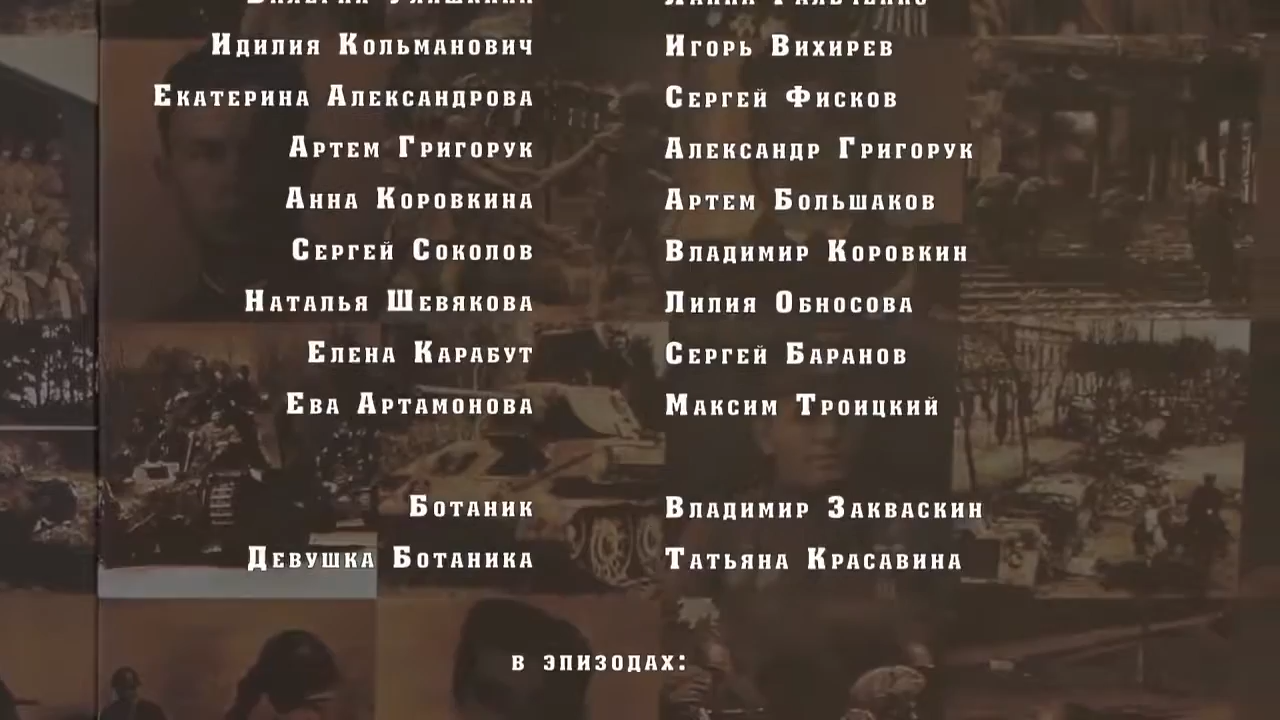 Идилия Кольманович Игорь Вихирев
Екатерина Александрова Сергей Фисков
Артем Григорук Александр Григорук
Анна Коровкина Артем Большаков
Сергей Соколов Владимир Коровкин
Наталья Шевякова Лилия Обносова
Елена Карабут Сергей Баранов
Ева Артамонова Максим Троицкий
Ботаник Владимир Заквaскин
Девушка Ботаника Татьяна Красавина
в эпизодах: